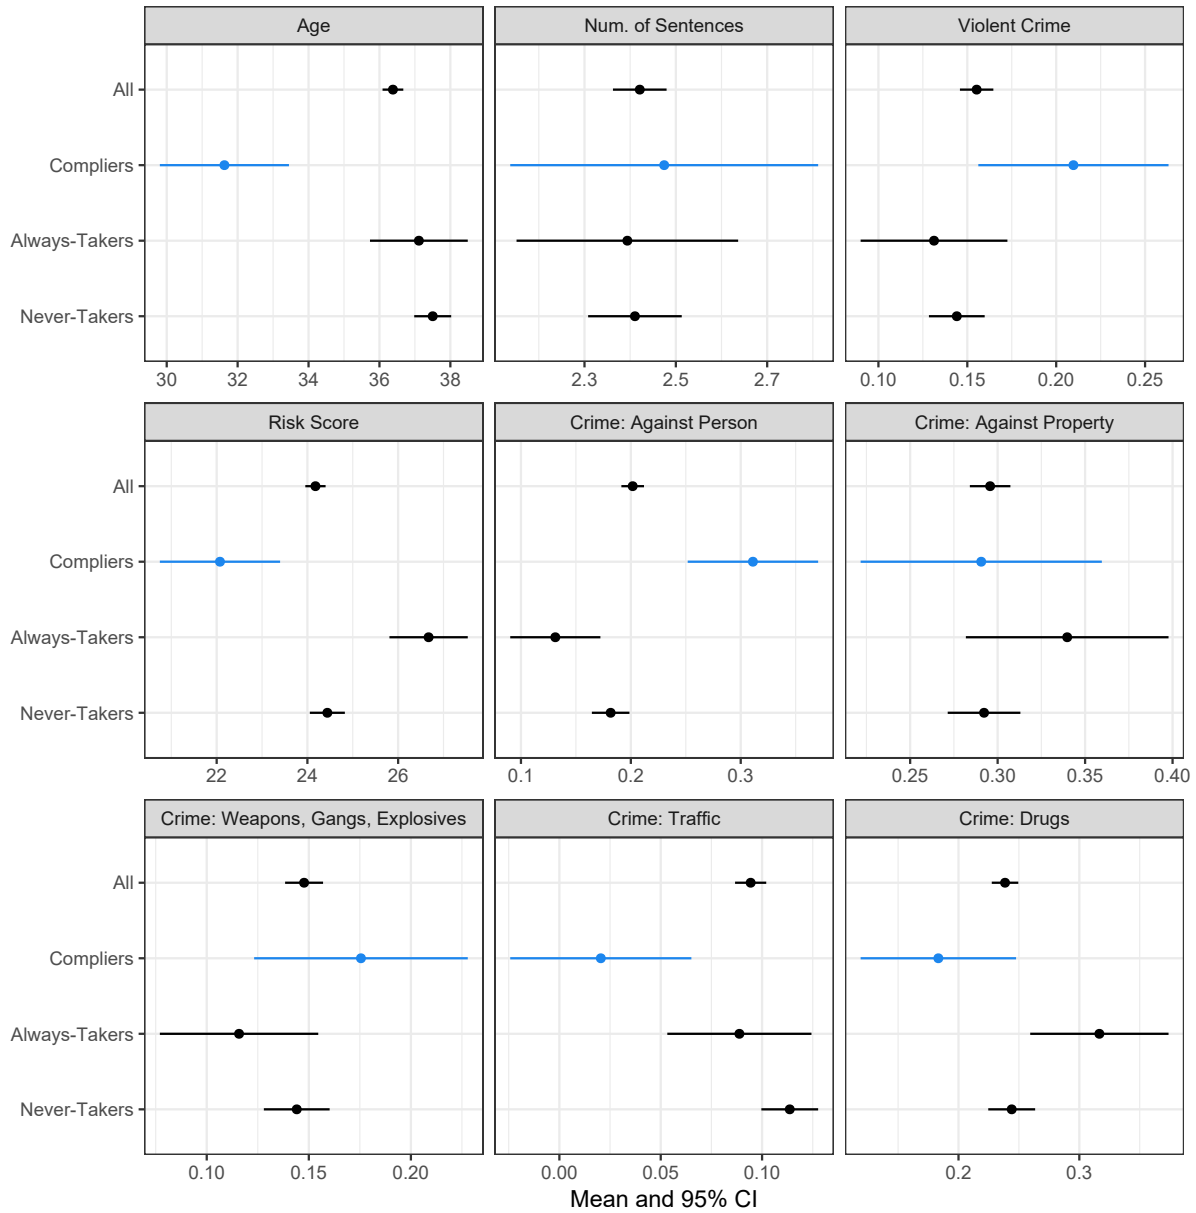 Age
Num. of Sentences
Violent Crime
All
Compliers
Always-Takers
Never-Takers
30 32 34 36 38
2.3 2.5 2.7
0.10 0.15 0.20 0.25
Risk Score
Crime: Against Person
Crime: Against Property
All
Compliers
Always-Takers
Never-Takers
22 24 26
0.1 0.2 0.3
0.25 0.30 0.35 0.40
Crime: Weapons, Gangs, Explosives
Crime: Traffic
Crime: Drugs
All
Compliers
Always-Takers
Never-Takers
0.10 0.15 0.20
0.00 0.05 0.10
0.2 0.3
Mean and 95% CI